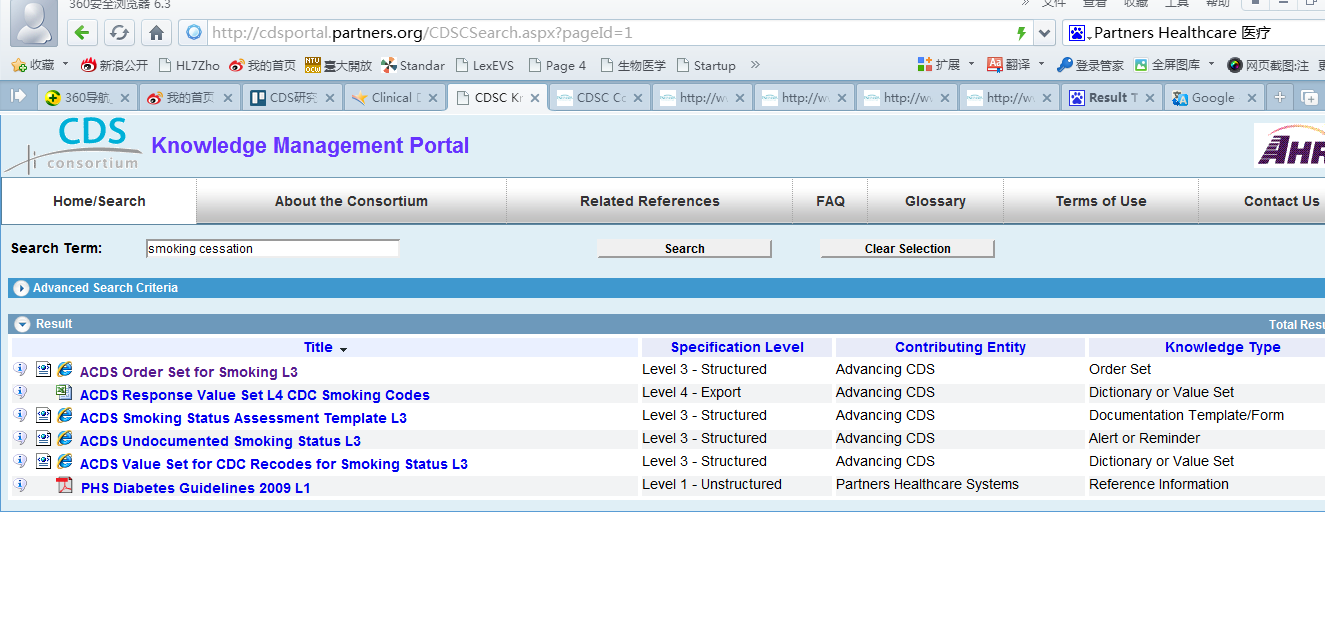 360安全浏览器 6.3
» 文件 查看 收藏 工具 帮助
http://cdsportal.partners.org/CDSCSearch.aspx?pageId=1 Partners Healthcare 医疗
收藏 新浪公开 HL7Zho 我的首页 臺大開放 Standar LexEVS Page 4 生物医学 Startup » 扩展 翻译 登录管家 全屏图库 网页截图:注
360导航 我的首页 CDS研究 Clinical CDSC Kr CDSC Cc http://w http://w http://w http://w Result T Google
CDS consortium Knowledge Management Portal AHR
Home/Search About the Consortium Related References FAQ Glossary Terms of Use Contact Us
Search Term: smoking cessation Search Clear Selection
Advanced Search Criteria
Result Total Resu
Title Specification Level Contributing Entity Knowledge Type
ACDS Order Set for Smoking L3 Level 3 - Structured Advancing CDS Order Set
ACDS Response Value Set L4 CDC Smoking Codes Level 4 - Export Advancing CDS Dictionary or Value Set
ACDS Smoking Status Assessment Template L3 Level 3 - Structured Advancing CDS Documentation Template/Form
ACDS Undocumented Smoking Status L3 Level 3 - Structured Advancing CDS Alert or Reminder
ACDS Value Set for CDC Recodes for Smoking Status L3 Level 3 - Structured Advancing CDS Dictionary or Value Set
PHS Diabetes Guidelines 2009 L1 Level 1 - Unstructured Partners Healthcare Systems Reference Information